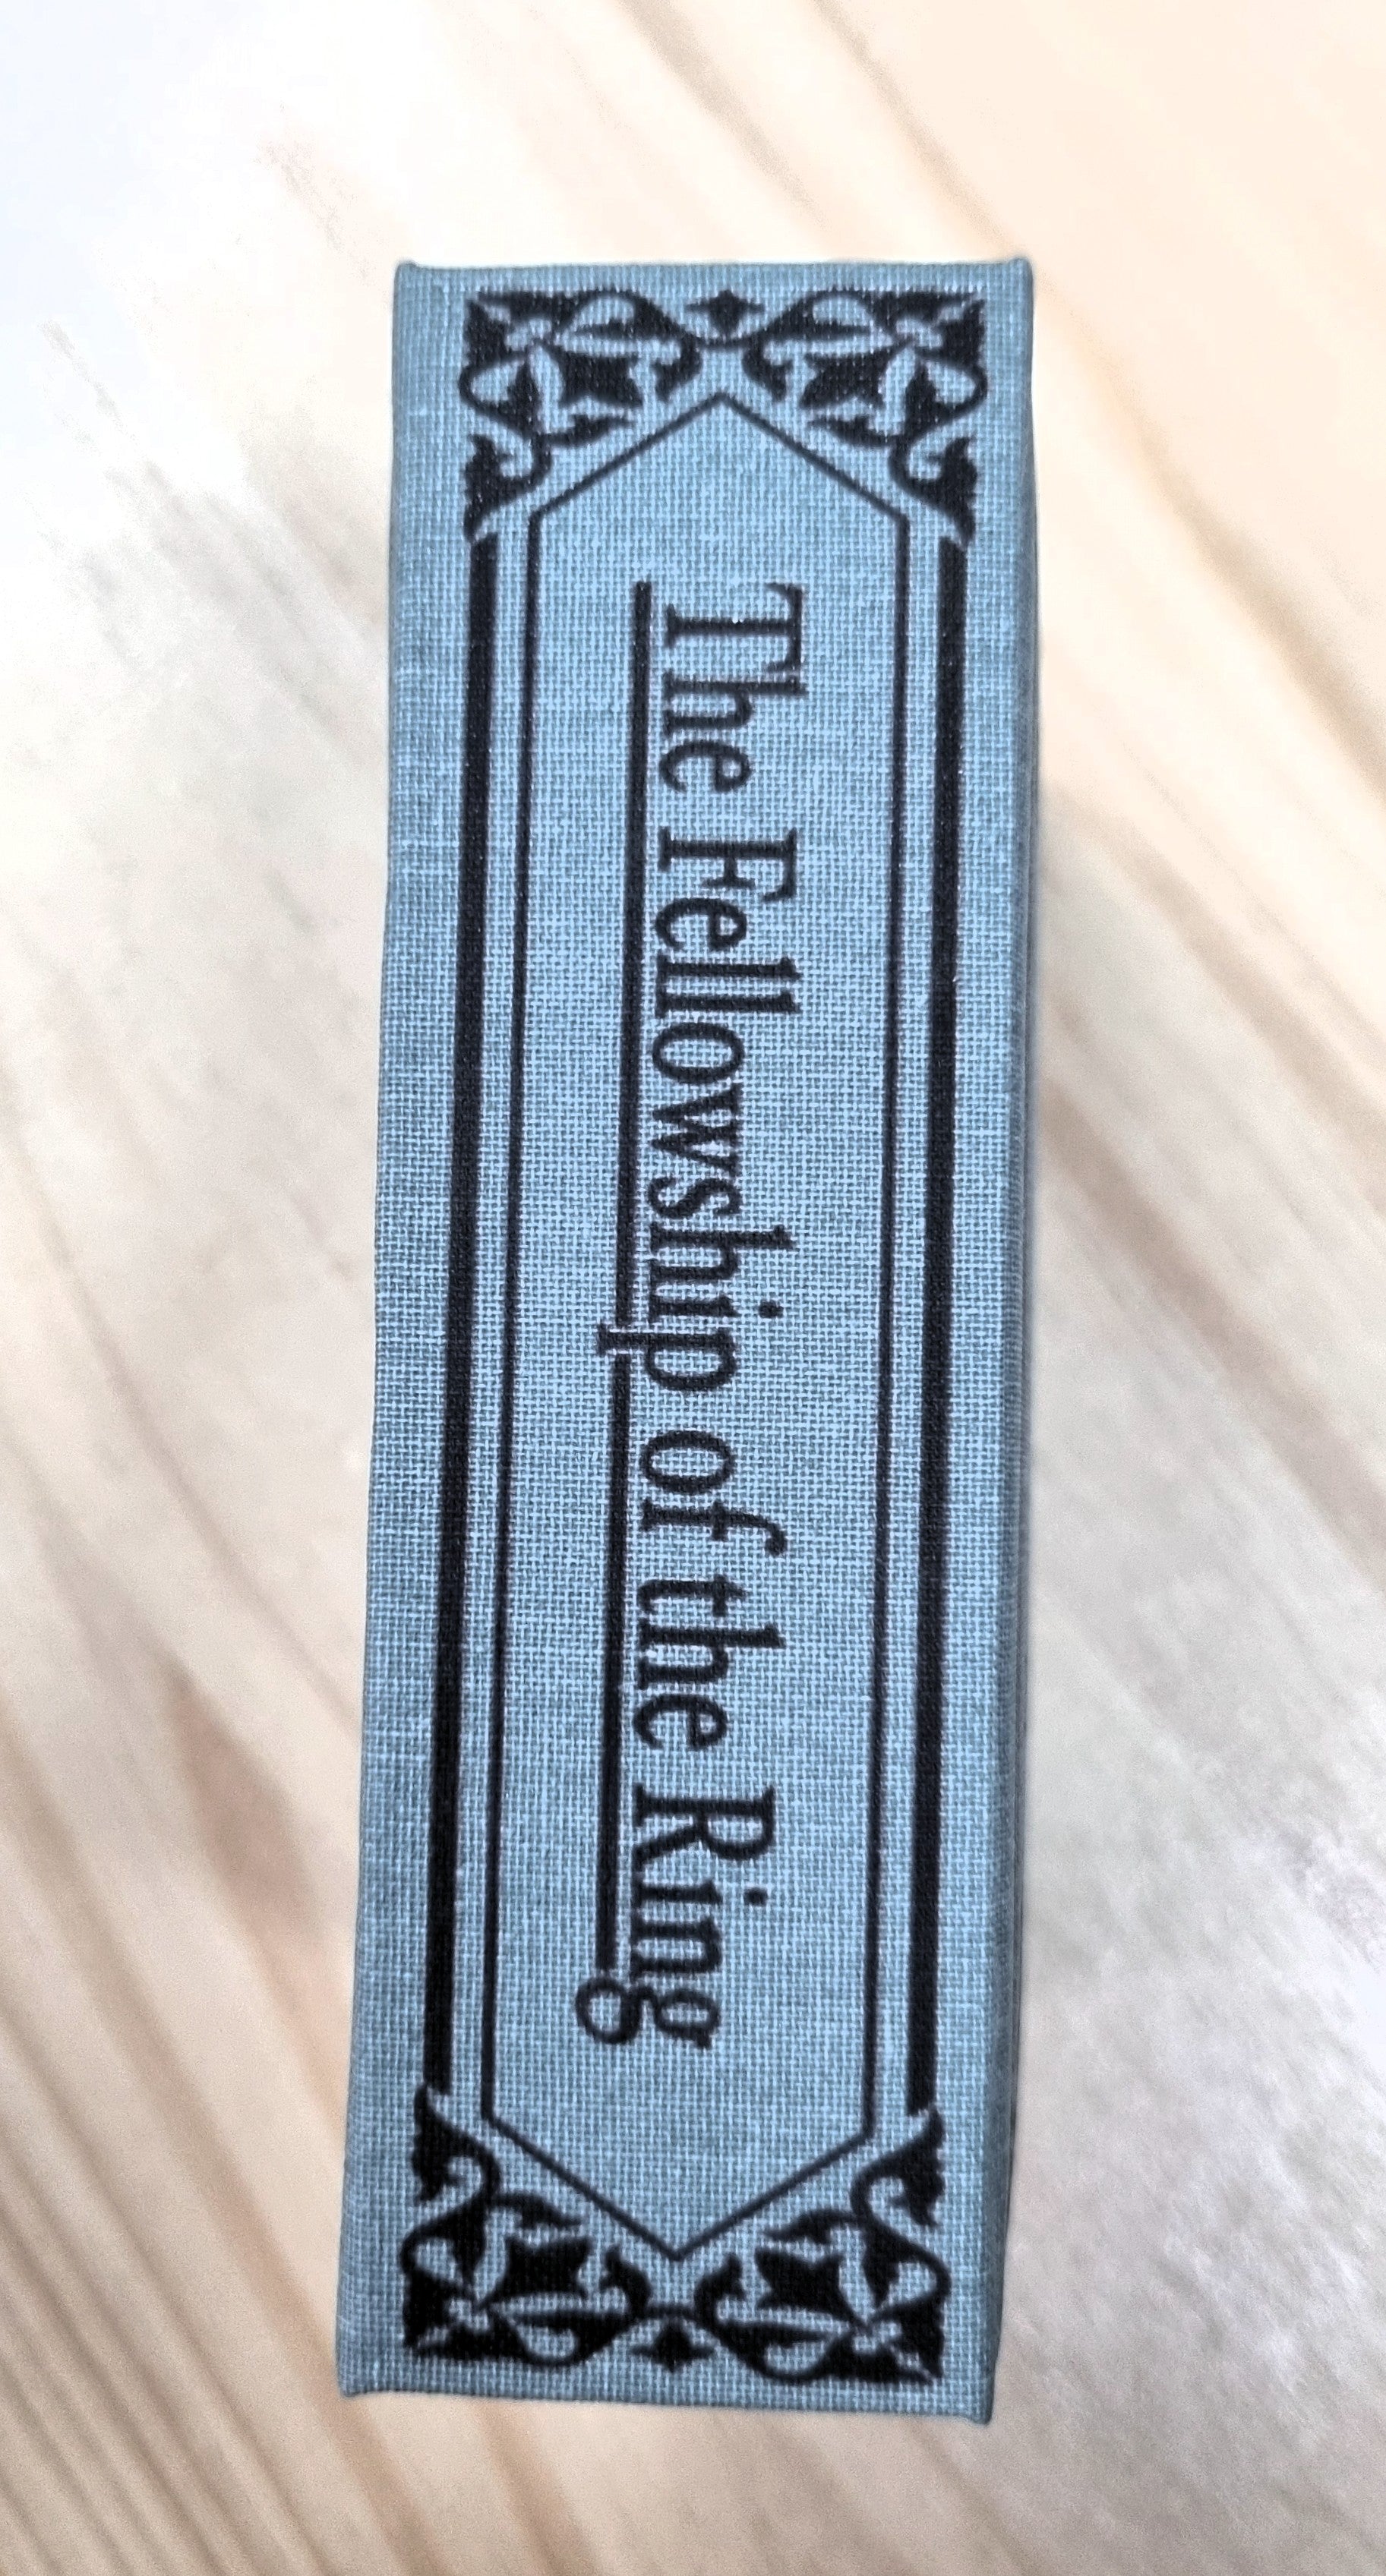 The Fellowship of the Ring